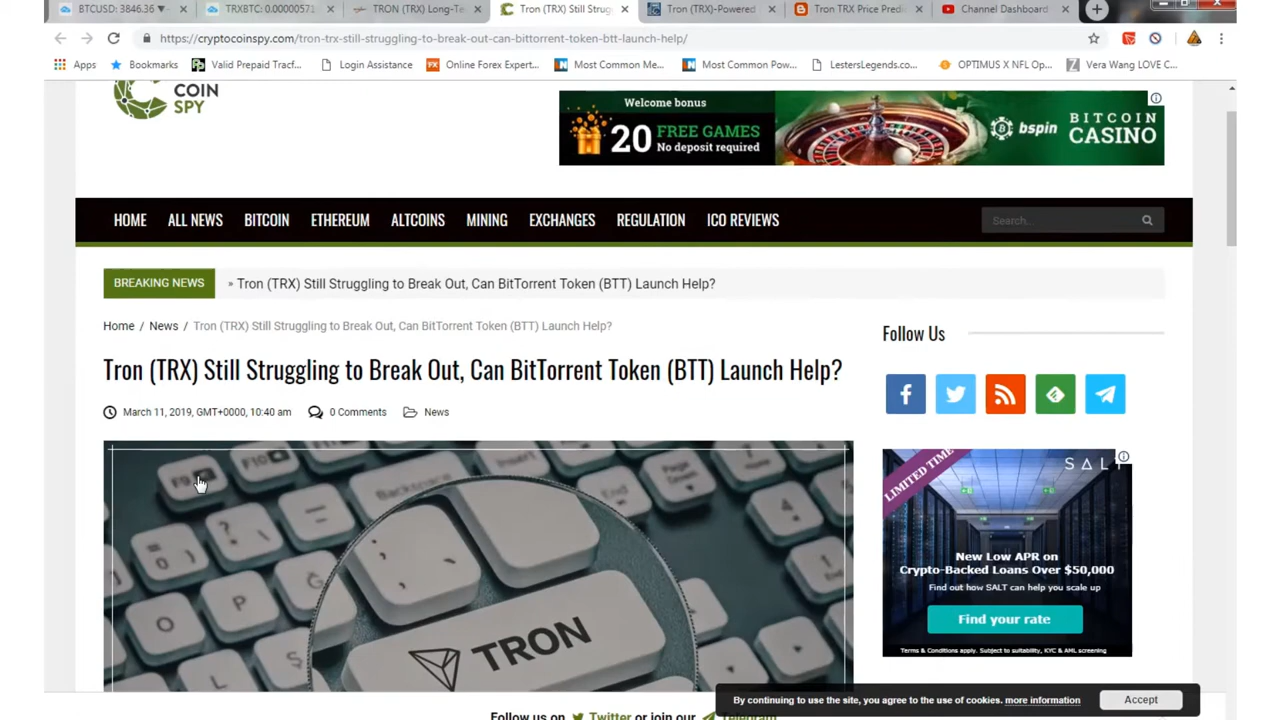 BTCUSD: 3846.36 ▼
TRXBTC: 0.00000571
TRON (TRX) Long-Te
Tron (TRX) Still Strug
Tron (TRX)-Powered
Tron TRX Price Pred
Channel Dashboard
https://cryptocoinspy.com/tron-trx-still-struggling-to-break-out-can-bittorrent-token-btt-launch-help/
Apps
Bookmarks
Valid Prepaid Tracf...
Login Assistance
Online Forex Expert...
Most Common Me...
Most Common Pow...
LestersLegends.co...
OPTIMUS X NFL Op...
Vera Wang LOVE C...
COIN
SPY
Welcome bonus
20 FREE GAMES
No deposit required
bspin
BITCOIN
CASINO
HOME ALL NEWS BITCOIN ETHEREUM ALTCOINS MINING EXCHANGES REGULATION ICO REVIEWS
Search...
BREAKING NEWS
» Tron (TRX) Still Struggling to Break Out, Can BitTorrent Token (BTT) Launch Help?
Home / News / Tron (TRX) Still Struggling to Break Out, Can BitTorrent Token (BTT) Launch Help?
Follow Us
Tron (TRX) Still Struggling to Break Out, Can BitTorrent Token (BTT) Launch Help?
March 11, 2019, GMT+0000, 10:40 am
0 Comments
News
F9
F10
Insert
Backspace
End
Page Down
TRON
LIMITED TIME
SALT
New Low APR on
Crypto-Backed Loans Over $50,000
Find out how SALT can help you scale up
Find your rate
Terms & Conditions apply. Subject to suitability, KYC & AML screening
By continuing to use the site, you agree to the use of cookies. more information
Accept
Follow us on Twitter or join our Telegram